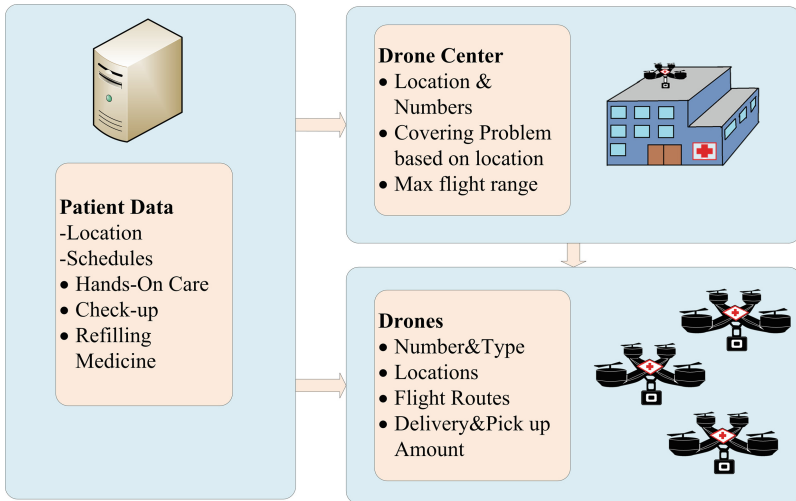 Patient Data
-Location
-Schedules
• Hands-On Care
• Check-up
• Refilling
Medicine
Drone Center
• Location &
Numbers
• Covering Problem
based on location
• Max flight range
Drones
• Number&Type
• Locations
• Flight Routes
• Delivery&Pick up
Amount